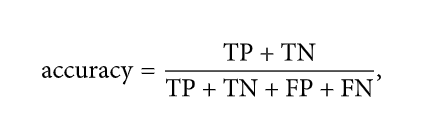 accuracy = TP + TN / TP + TN + FP + FN,